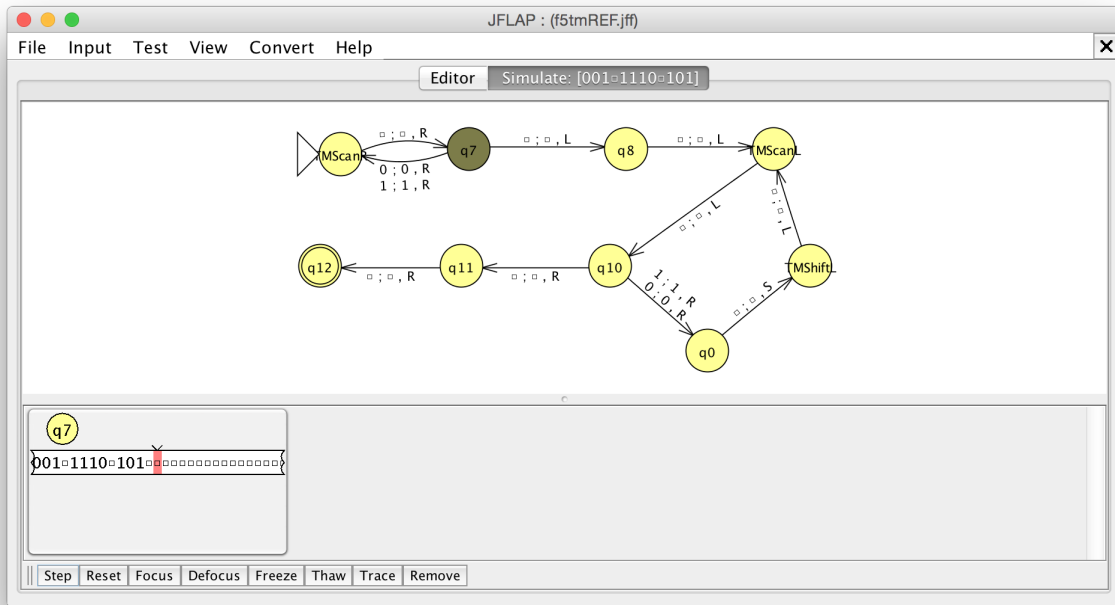 JFLAP : (f5tmREF.jff)
File Input Test View Convert Help
Editor Simulate: [001□1110□101]
□ ; □ , R
□ ; □ , L
□ ; □ , L
q7
q8
TMScanL
0 ; 0 , R
1 ; 1 , R
□ ; □ , L
□ ; □ , L
q12
□ ; □ , R
q11
□ ; □ , R
q10
TMShiftL
1 ; 1 , R
0 ; 0 , R
□ ; □ , S
q0
q7
001□1110□101□□□□□□□□□□□□□□□□
Step Reset Focus Defocus Freeze Thaw Trace Remove